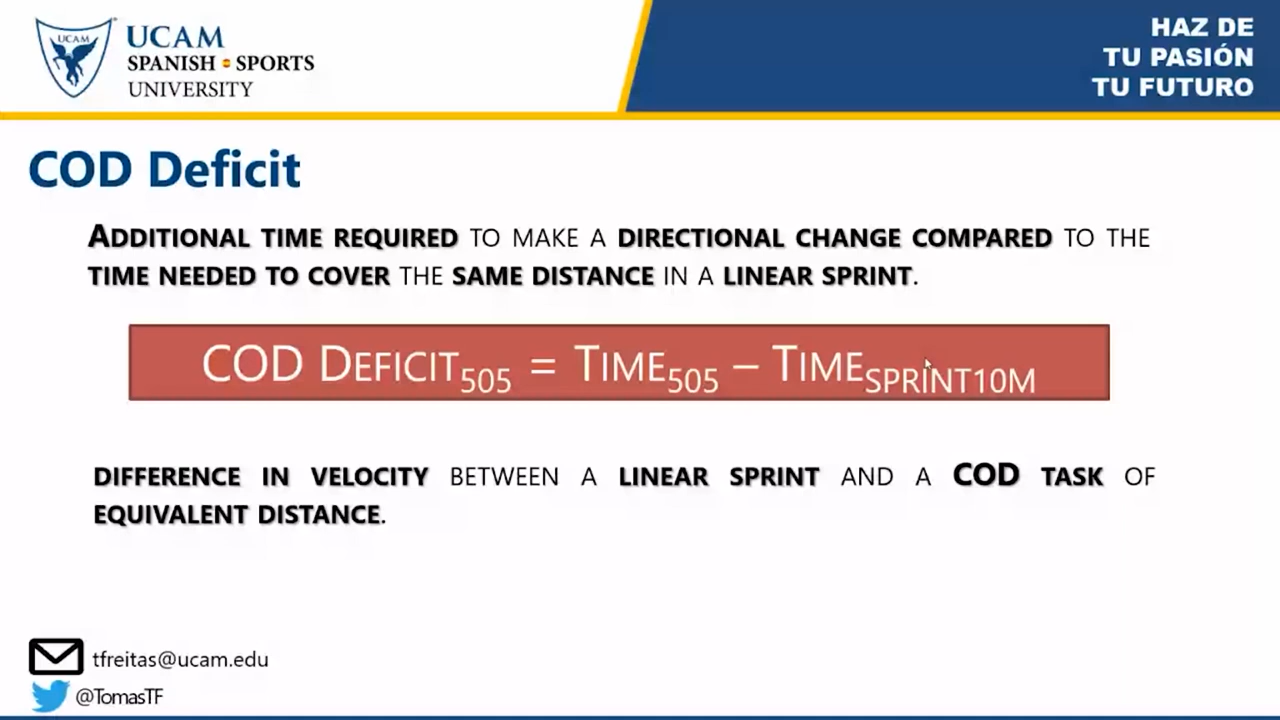 UCAM
UCAM
SPANISH SPORTS
UNIVERSITY
HAZ DE
TU PASIÓN
TU FUTURO
COD Deficit
ADDITIONAL TIME REQUIRED TO MAKE A DIRECTIONAL CHANGE COMPARED TO THE
TIME NEEDED TO COVER THE SAME DISTANCE IN A LINEAR SPRINT.
COD DEFICIT505 = TIME505 – TIMESPRINT10M
DIFFERENCE IN VELOCITY BETWEEN A LINEAR SPRINT AND A COD TASK OF
EQUIVALENT DISTANCE.
tfreitas@ucam.edu
@TomasTF